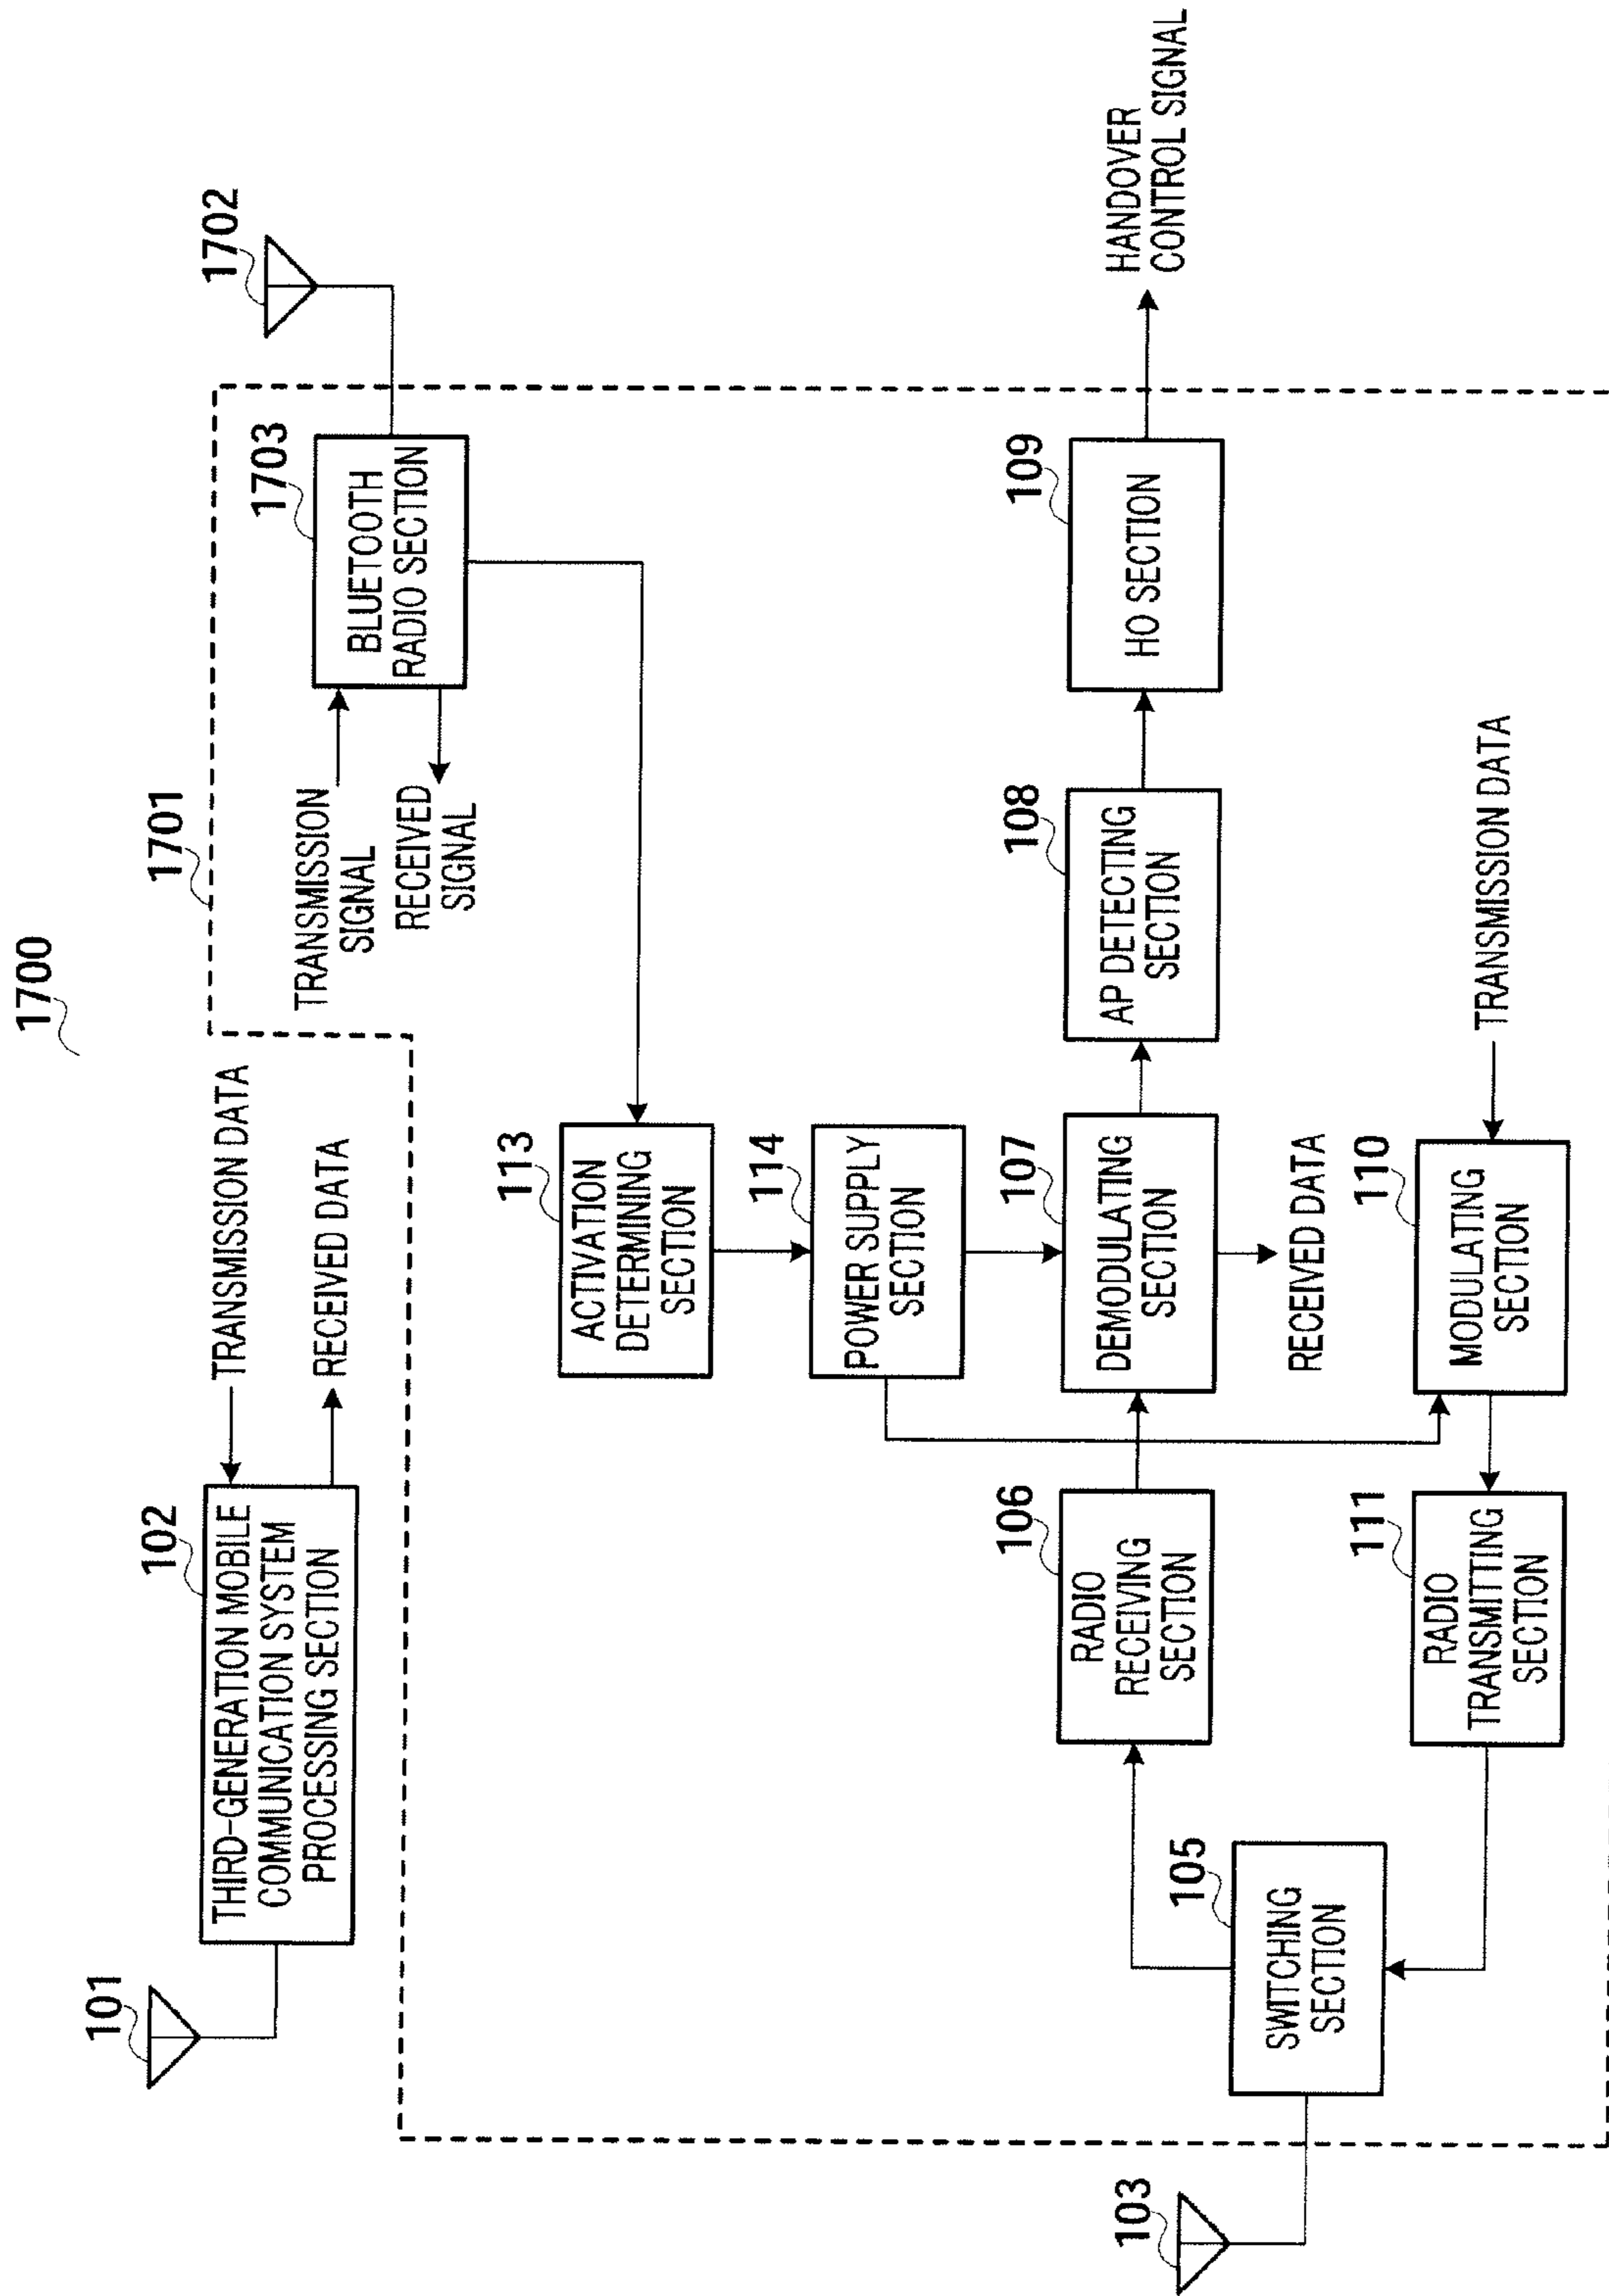 1700
101
102
THIRD-GENERATION MOBILE
COMMUNICATION SYSTEM
PROCESSING SECTION
TRANSMISSION DATA
RECEIVED DATA
1701
1702
1703
BLUETOOTH
RADIO SECTION
TRANSMISSION
SIGNAL
RECEIVED
SIGNAL
113
ACTIVATION
DETERMINING
SECTION
114
POWER SUPPLY
SECTION
103
105
SWITCHING
SECTION
106
RADIO
RECEIVING
SECTION
107
DEMODULATING
SECTION
RECEIVED DATA
108
AP DETECTING
SECTION
109
HO SECTION
HANDOVER
CONTROL SIGNAL
111
RADIO
TRANSMITTING
SECTION
110
MODULATING
SECTION
TRANSMISSION DATA